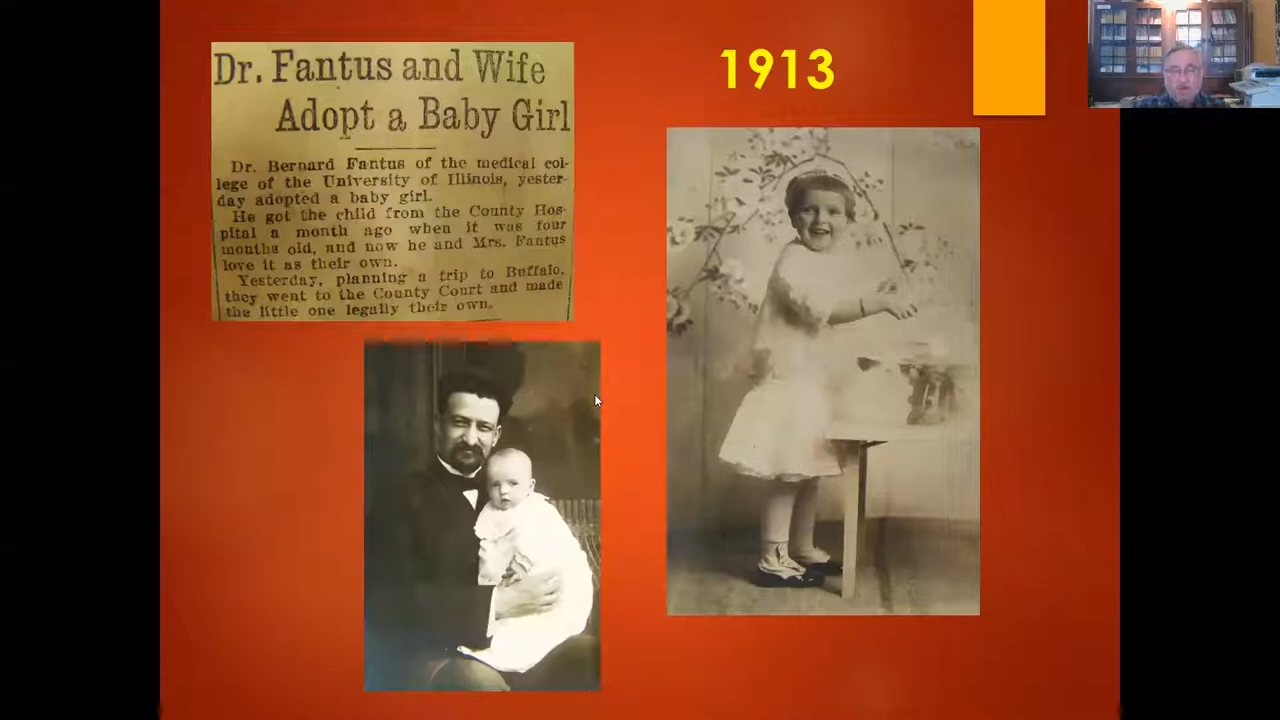 Dr. Fantus and Wife
Adopt a Baby Girl
Dr. Bernard Fantus of the medical col-
lege of the University of Illinois, yester-
day adopted a baby girl.
He got the child from the County Hos-
pital a month ago when it was four
months old, and now he and Mrs. Fantus
love it as their own.
Yesterday, planning a trip to Buffalo,
they went to the County Court and made
the little one legally their own.
1913